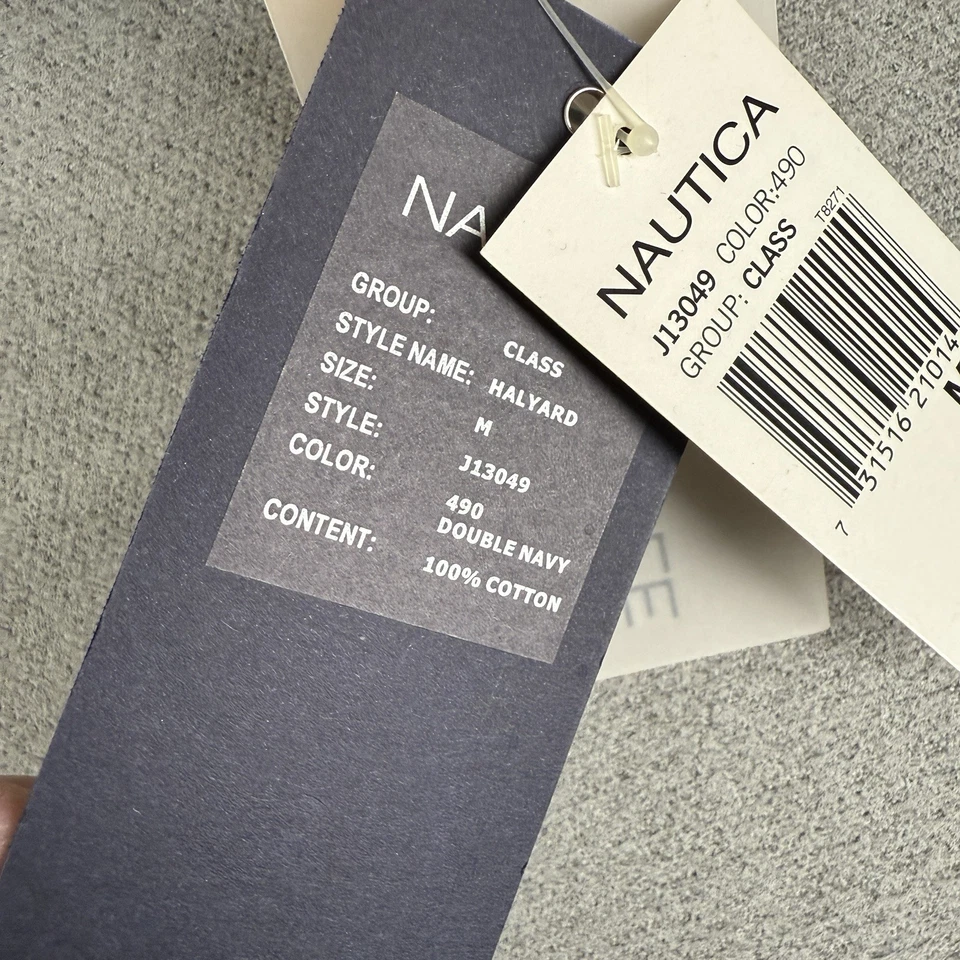 NA
GROUP: CLASS
STYLE NAME: HALYARD
SIZE: M
STYLE: J13049
COLOR: 490
DOUBLE NAVY
CONTENT: 100% COTTON
NAUTICA
J13049 COLOR:490
GROUP: CLASS
T8271
7 31516 21014